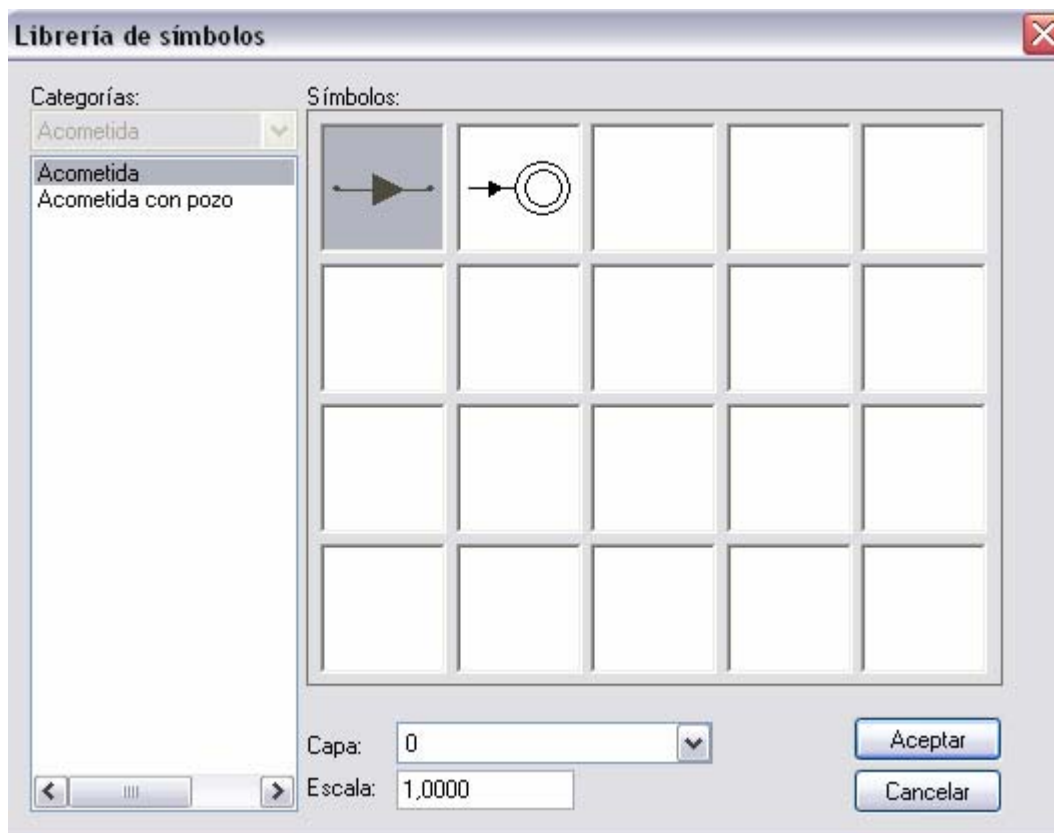 Librería de símbolos
Categorías:
Símbolos:
Acometida
Acometida
Acometida con pozo
Capa:
0
Aceptar
Escala:
1,0000
Cancelar